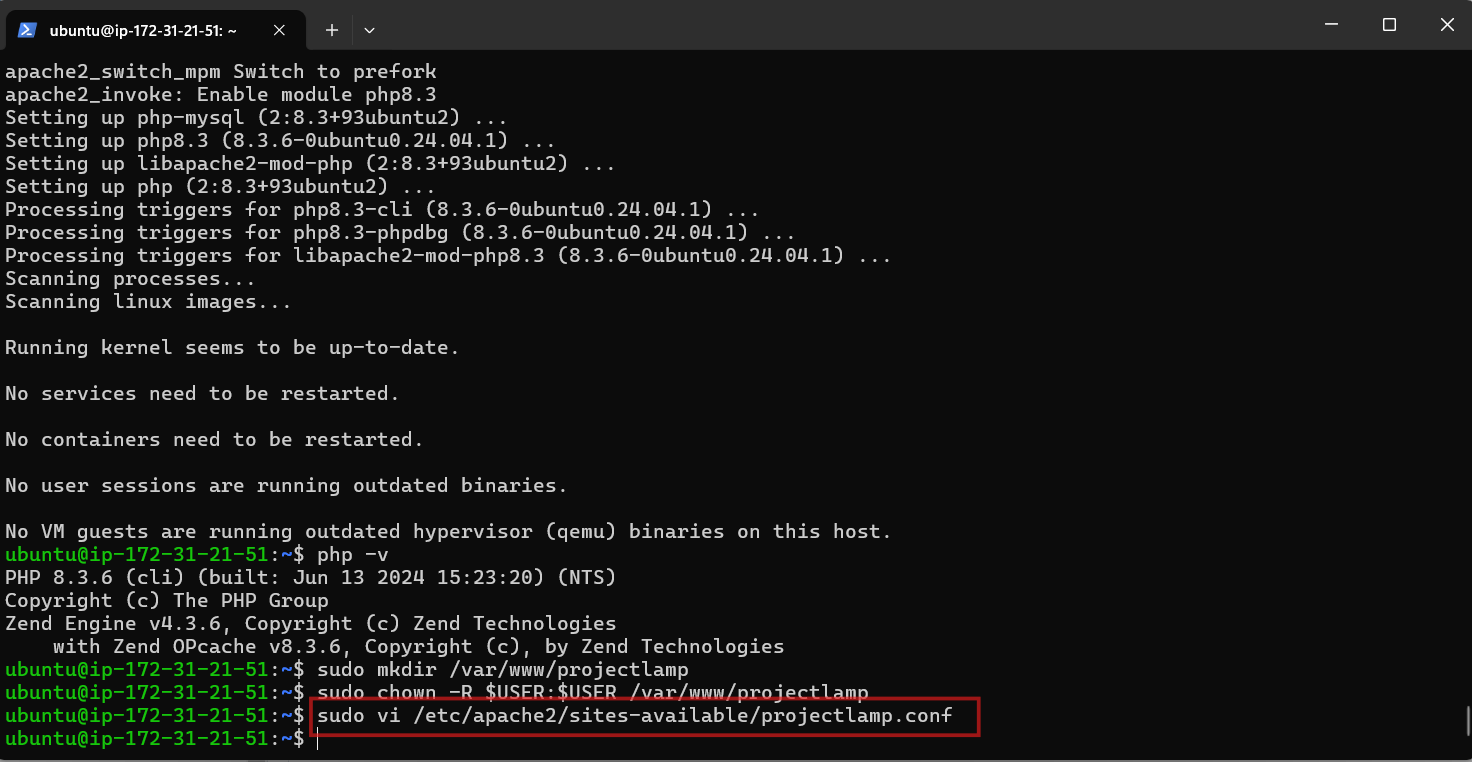 ubuntu@ip-172-31-21-51: ~
apache2_switch_mpm Switch to prefork
apache2_invoke: Enable module php8.3
Setting up php-mysql (2:8.3+93ubuntu2) ...
Setting up php8.3 (8.3.6-0ubuntu0.24.04.1) ...
Setting up libapache2-mod-php (2:8.3+93ubuntu2) ...
Setting up php (2:8.3+93ubuntu2) ...
Processing triggers for php8.3-cli (8.3.6-0ubuntu0.24.04.1) ...
Processing triggers for php8.3-phpdbg (8.3.6-0ubuntu0.24.04.1) ...
Processing triggers for libapache2-mod-php8.3 (8.3.6-0ubuntu0.24.04.1) ...
Scanning processes...
Scanning linux images...
Running kernel seems to be up-to-date.
No services need to be restarted.
No containers need to be restarted.
No user sessions are running outdated binaries.
No VM guests are running outdated hypervisor (qemu) binaries on this host.
ubuntu@ip-172-31-21-51:~$ php -v
PHP 8.3.6 (cli) (built: Jun 13 2024 15:23:20) (NTS)
Copyright (c) The PHP Group
Zend Engine v4.3.6, Copyright (c) Zend Technologies
    with Zend OPcache v8.3.6, Copyright (c), by Zend Technologies
ubuntu@ip-172-31-21-51:~$ sudo mkdir /var/www/projectlamp
ubuntu@ip-172-31-21-51:~$ sudo chown -R $USER:$USER /var/www/projectlamp
ubuntu@ip-172-31-21-51:~$ sudo vi /etc/apache2/sites-available/projectlamp.conf
ubuntu@ip-172-31-21-51:~$